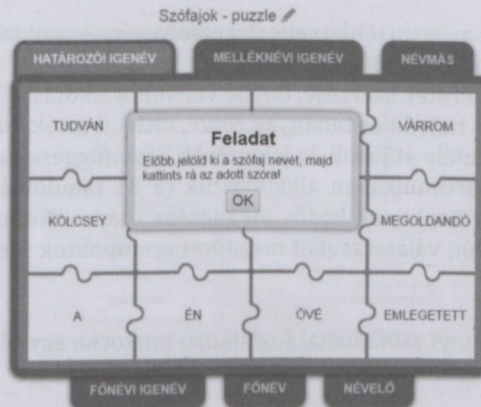 Szófajok - puzzle
HATÁROZÓI IGENÉV MELLÉKNÉVI IGENÉV NÉVMÁS
TUDVÁN VÁRROM
Feladat
Előbb jelöld ki a szófaj nevét, majd
kattints rá az adott szóra!
OK
KÖLCSEY MEGOLDANDÓ
A ÉN ÖVÉ EMLEGETETT
FŐNÉVI IGENÉV FŐNÉV NÉVELŐ